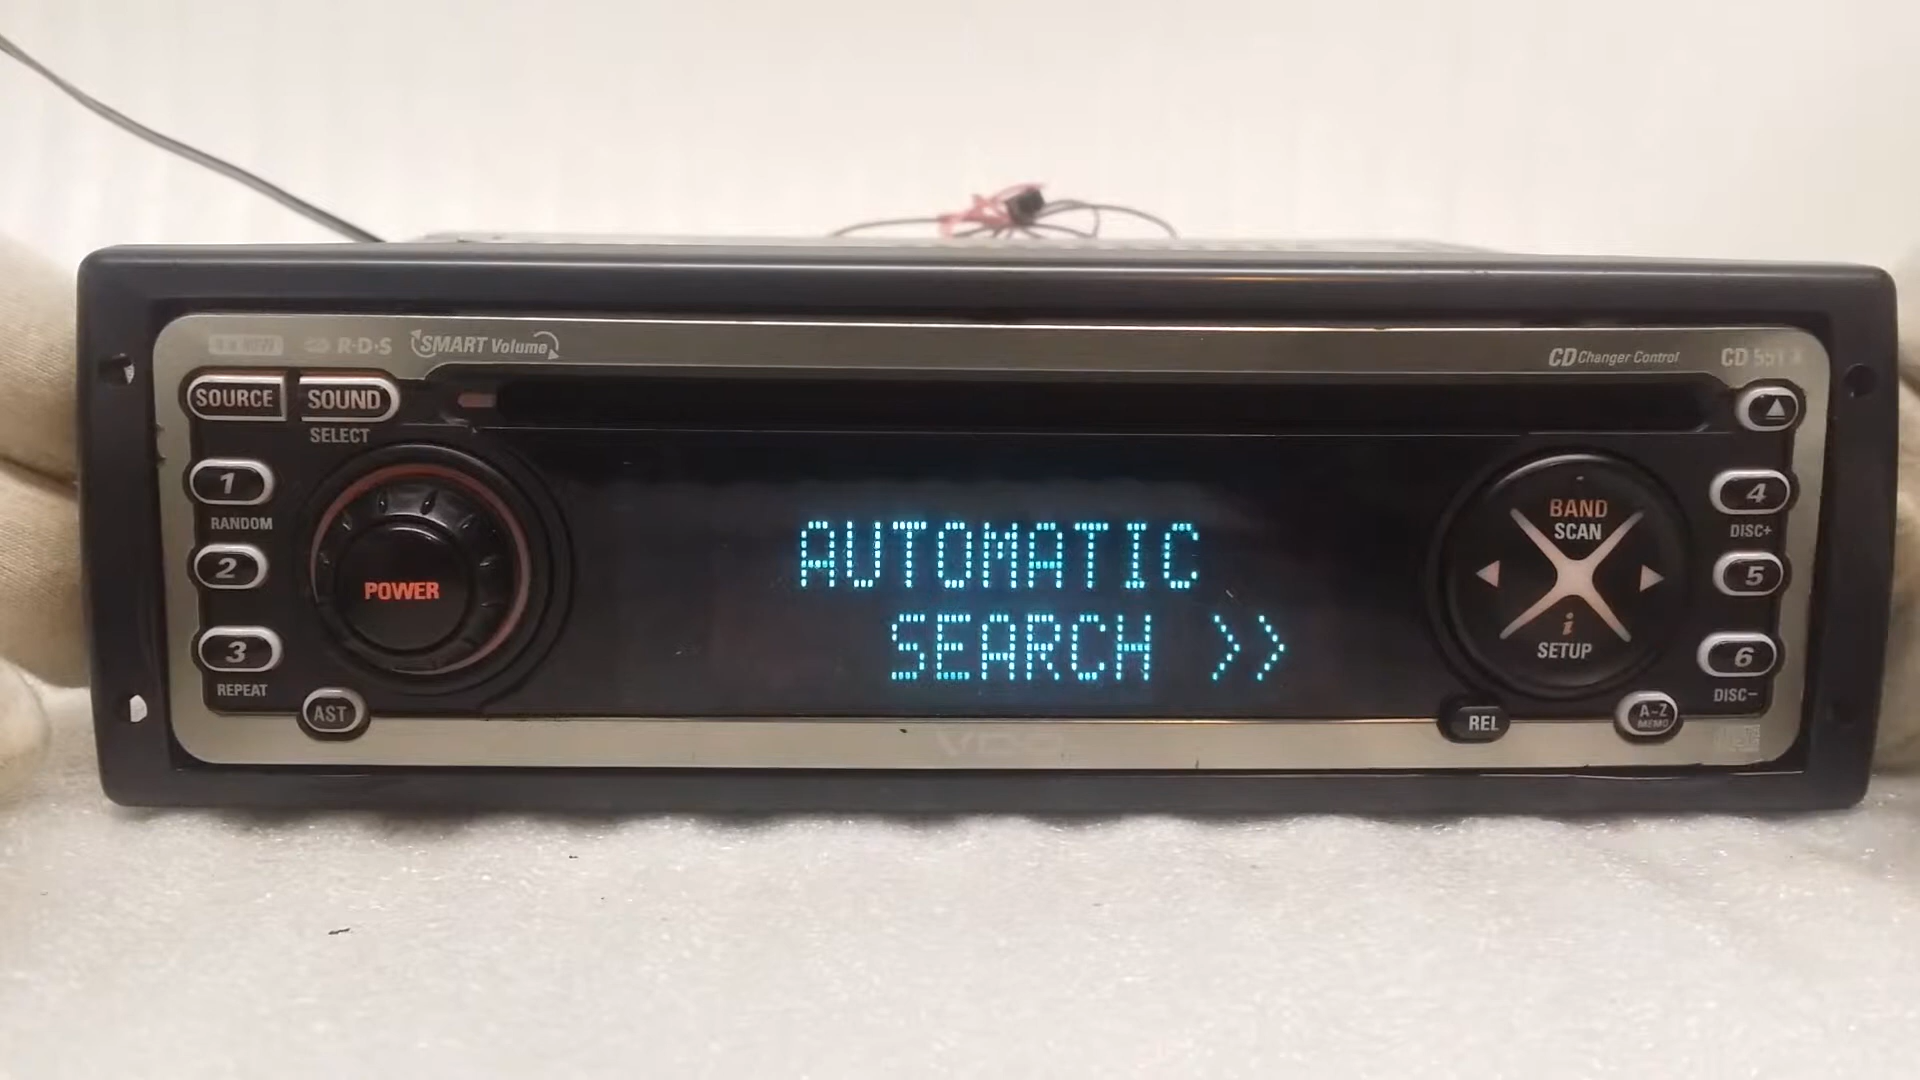 R·D·S
SMART Volume
CD Changer Control
CD
SOURCE
SOUND
SELECT
1
RANDOM
2
3
REPEAT
POWER
AST
AUTOMATIC
SEARCH >>
BAND
SCAN
i
SETUP
4
DISC+
5
6
DISC-
REL
A-Z
MEMO